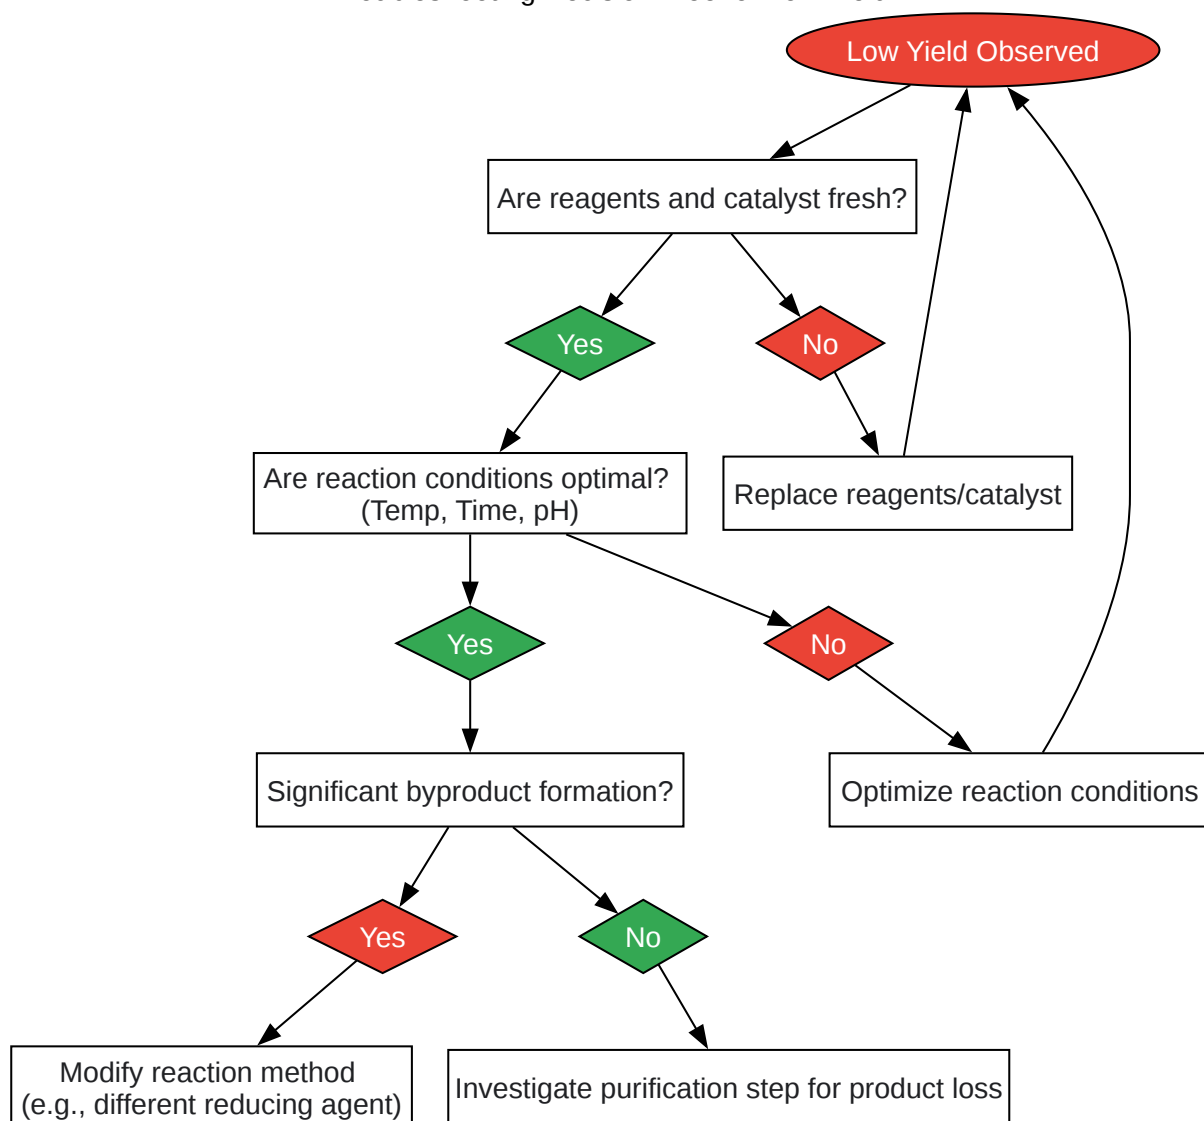 Low Yield Observed
Are reagents and catalyst fresh?
Yes
No
Are reaction conditions optimal?
(Temp, Time, pH)
Replace reagents/catalyst
Yes
No
Significant byproduct formation?
Optimize reaction conditions
Yes
No
Modify reaction method
(e.g., different reducing agent)
Investigate purification step for product loss